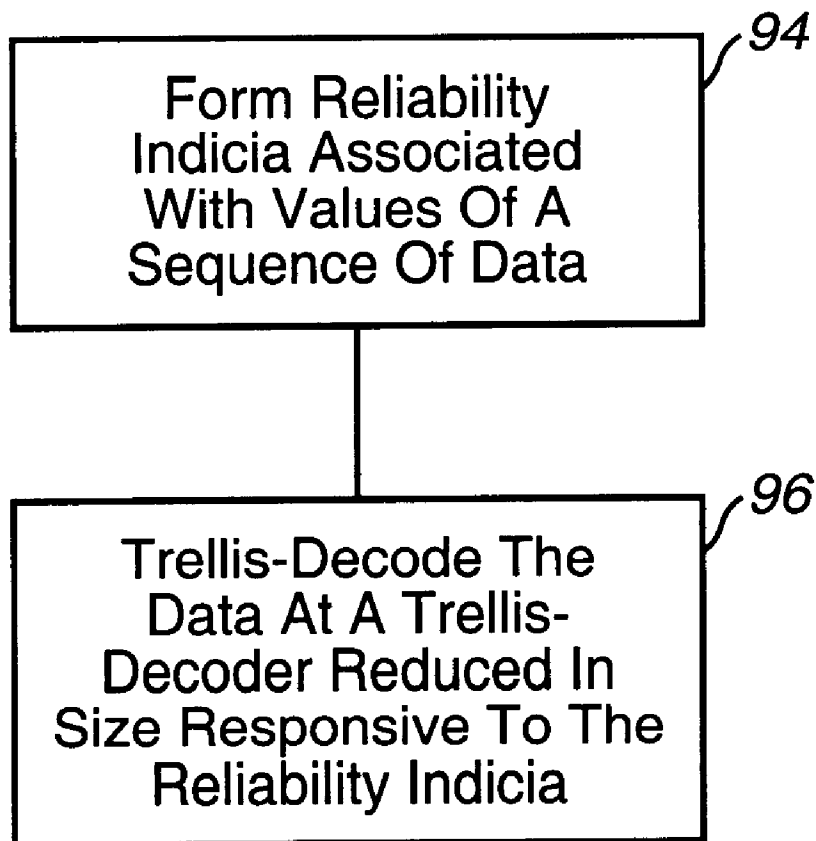 94
Form Reliability
Indicia Associated
With Values Of A
Sequence Of Data
96
Trellis-Decode The
Data At A Trellis-
Decoder Reduced In
Size Responsive To The
Reliability Indicia